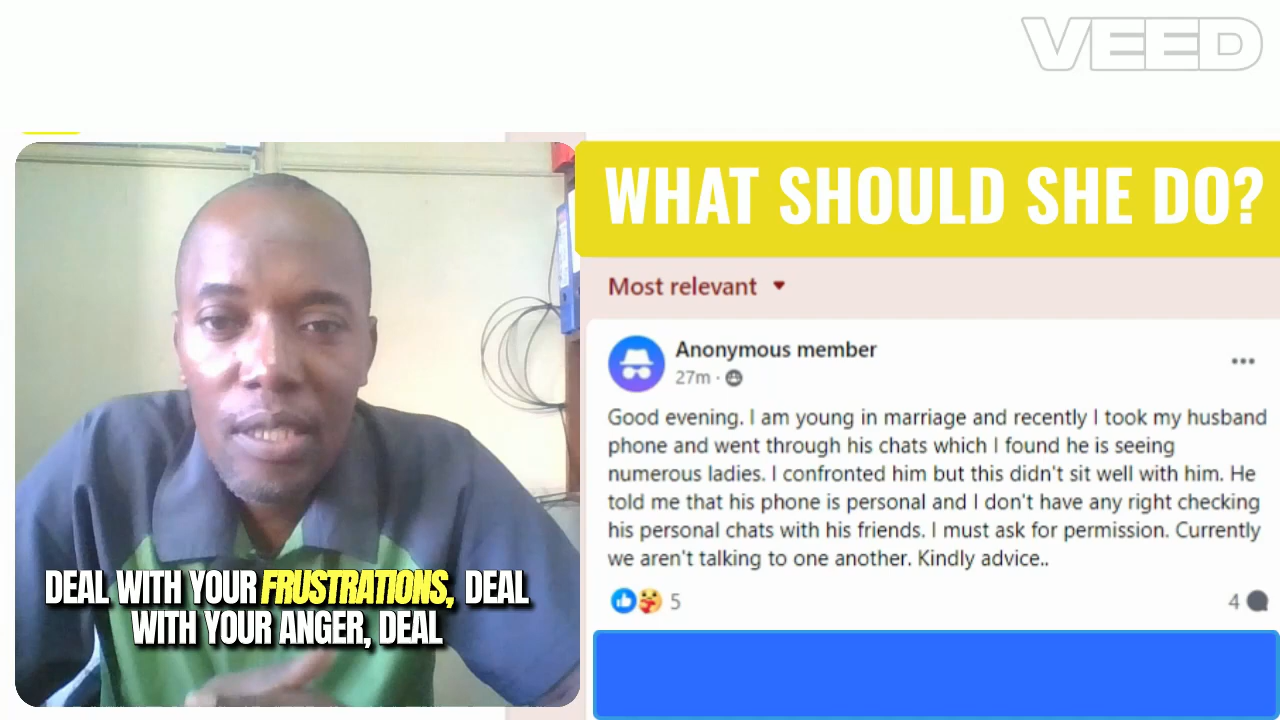 VEED
WHAT SHOULD SHE DO?
Most relevant
Anonymous member
27m ·
Good evening. I am young in marriage and recently I took my husband
phone and went through his chats which I found he is seeing
numerous ladies. I confronted him but this didn't sit well with him. He
told me that his phone is personal and I don't have any right checking
his personal chats with his friends. I must ask for permission. Currently
we aren't talking to one another. Kindly advice..
5
4
DEAL WITH YOUR FRUSTRATIONS, DEAL
WITH YOUR ANGER, DEAL